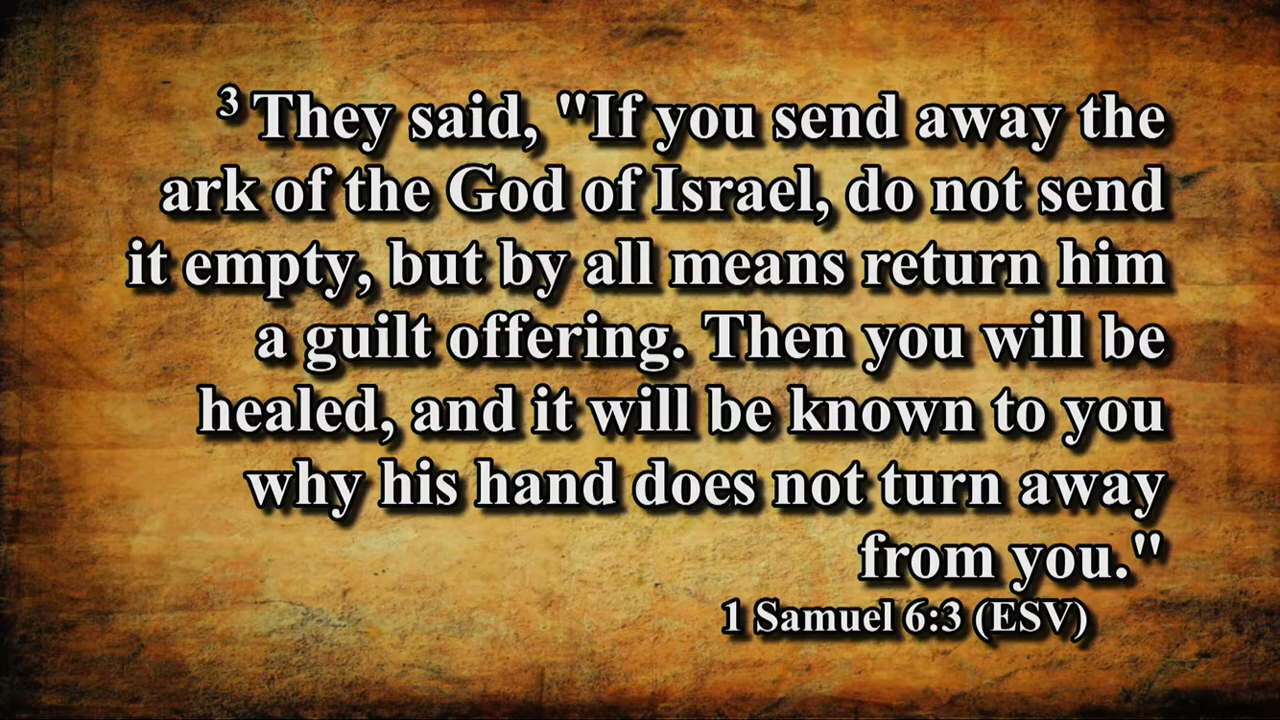 3 They said, "If you send away the
ark of the God of Israel, do not send
it empty, but by all means return him
a guilt offering. Then you will be
healed, and it will be known to you
why his hand does not turn away
from you."
1 Samuel 6:3 (ESV)